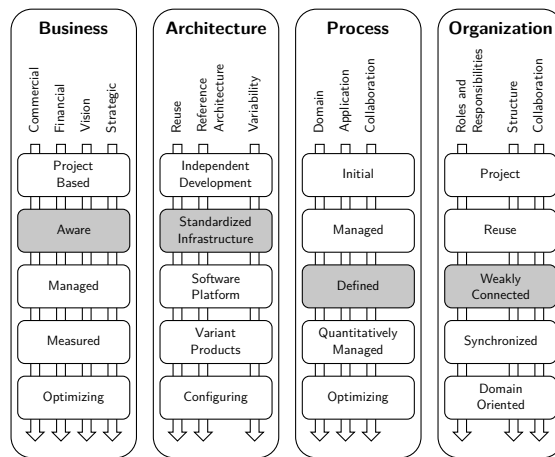 Business
Commercial
Financial
Vision
Strategic
Project
Based
Aware
Managed
Measured
Optimizing
Architecture
Reuse
Reference
Architecture
Variability
Independent
Development
Standardized
Infrastructure
Software
Platform
Variant
Products
Configuring
Process
Domain
Application
Collaboration
Initial
Managed
Defined
Quantitatively
Managed
Optimizing
Organization
Roles and
Responsibilities
Structure
Collaboration
Project
Reuse
Weakly
Connected
Synchronized
Domain
Oriented